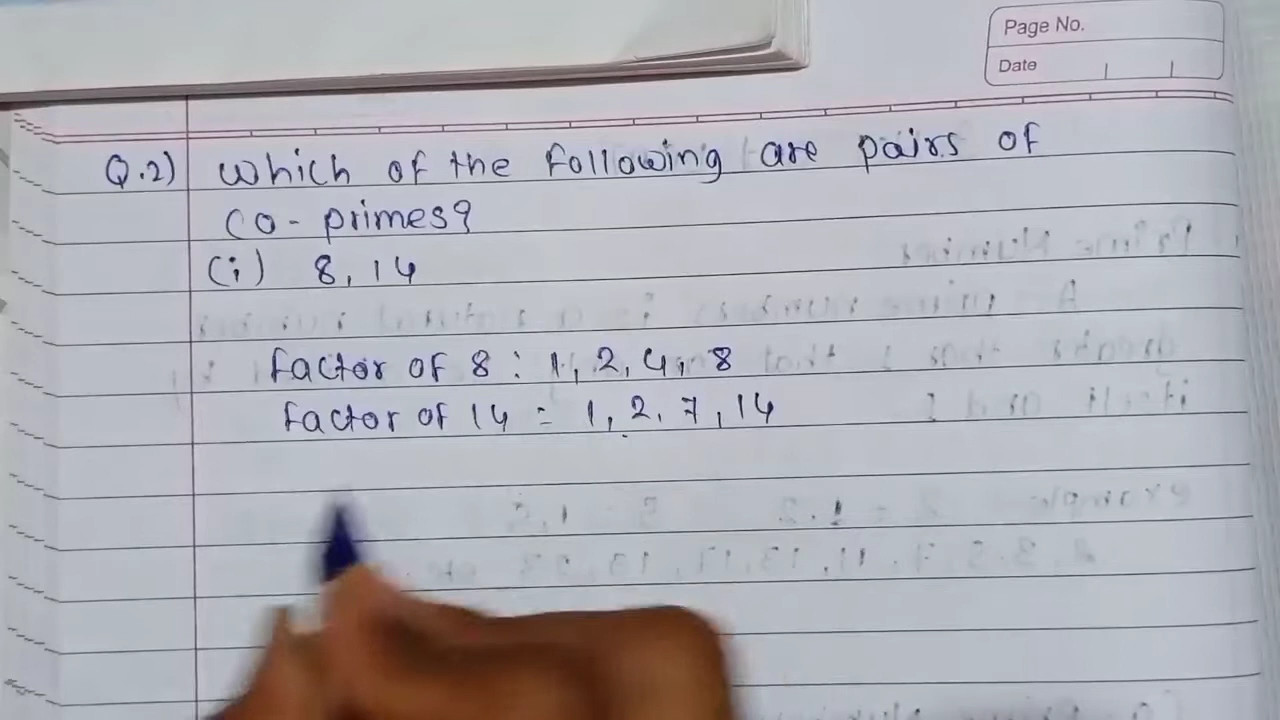 Page No.
Date
Q.2) Which of the following are pairs of
co-primes?
(i) 8, 14
factor of 8 : 1, 2, 4, 8
factor of 14 = 1, 2, 7, 14